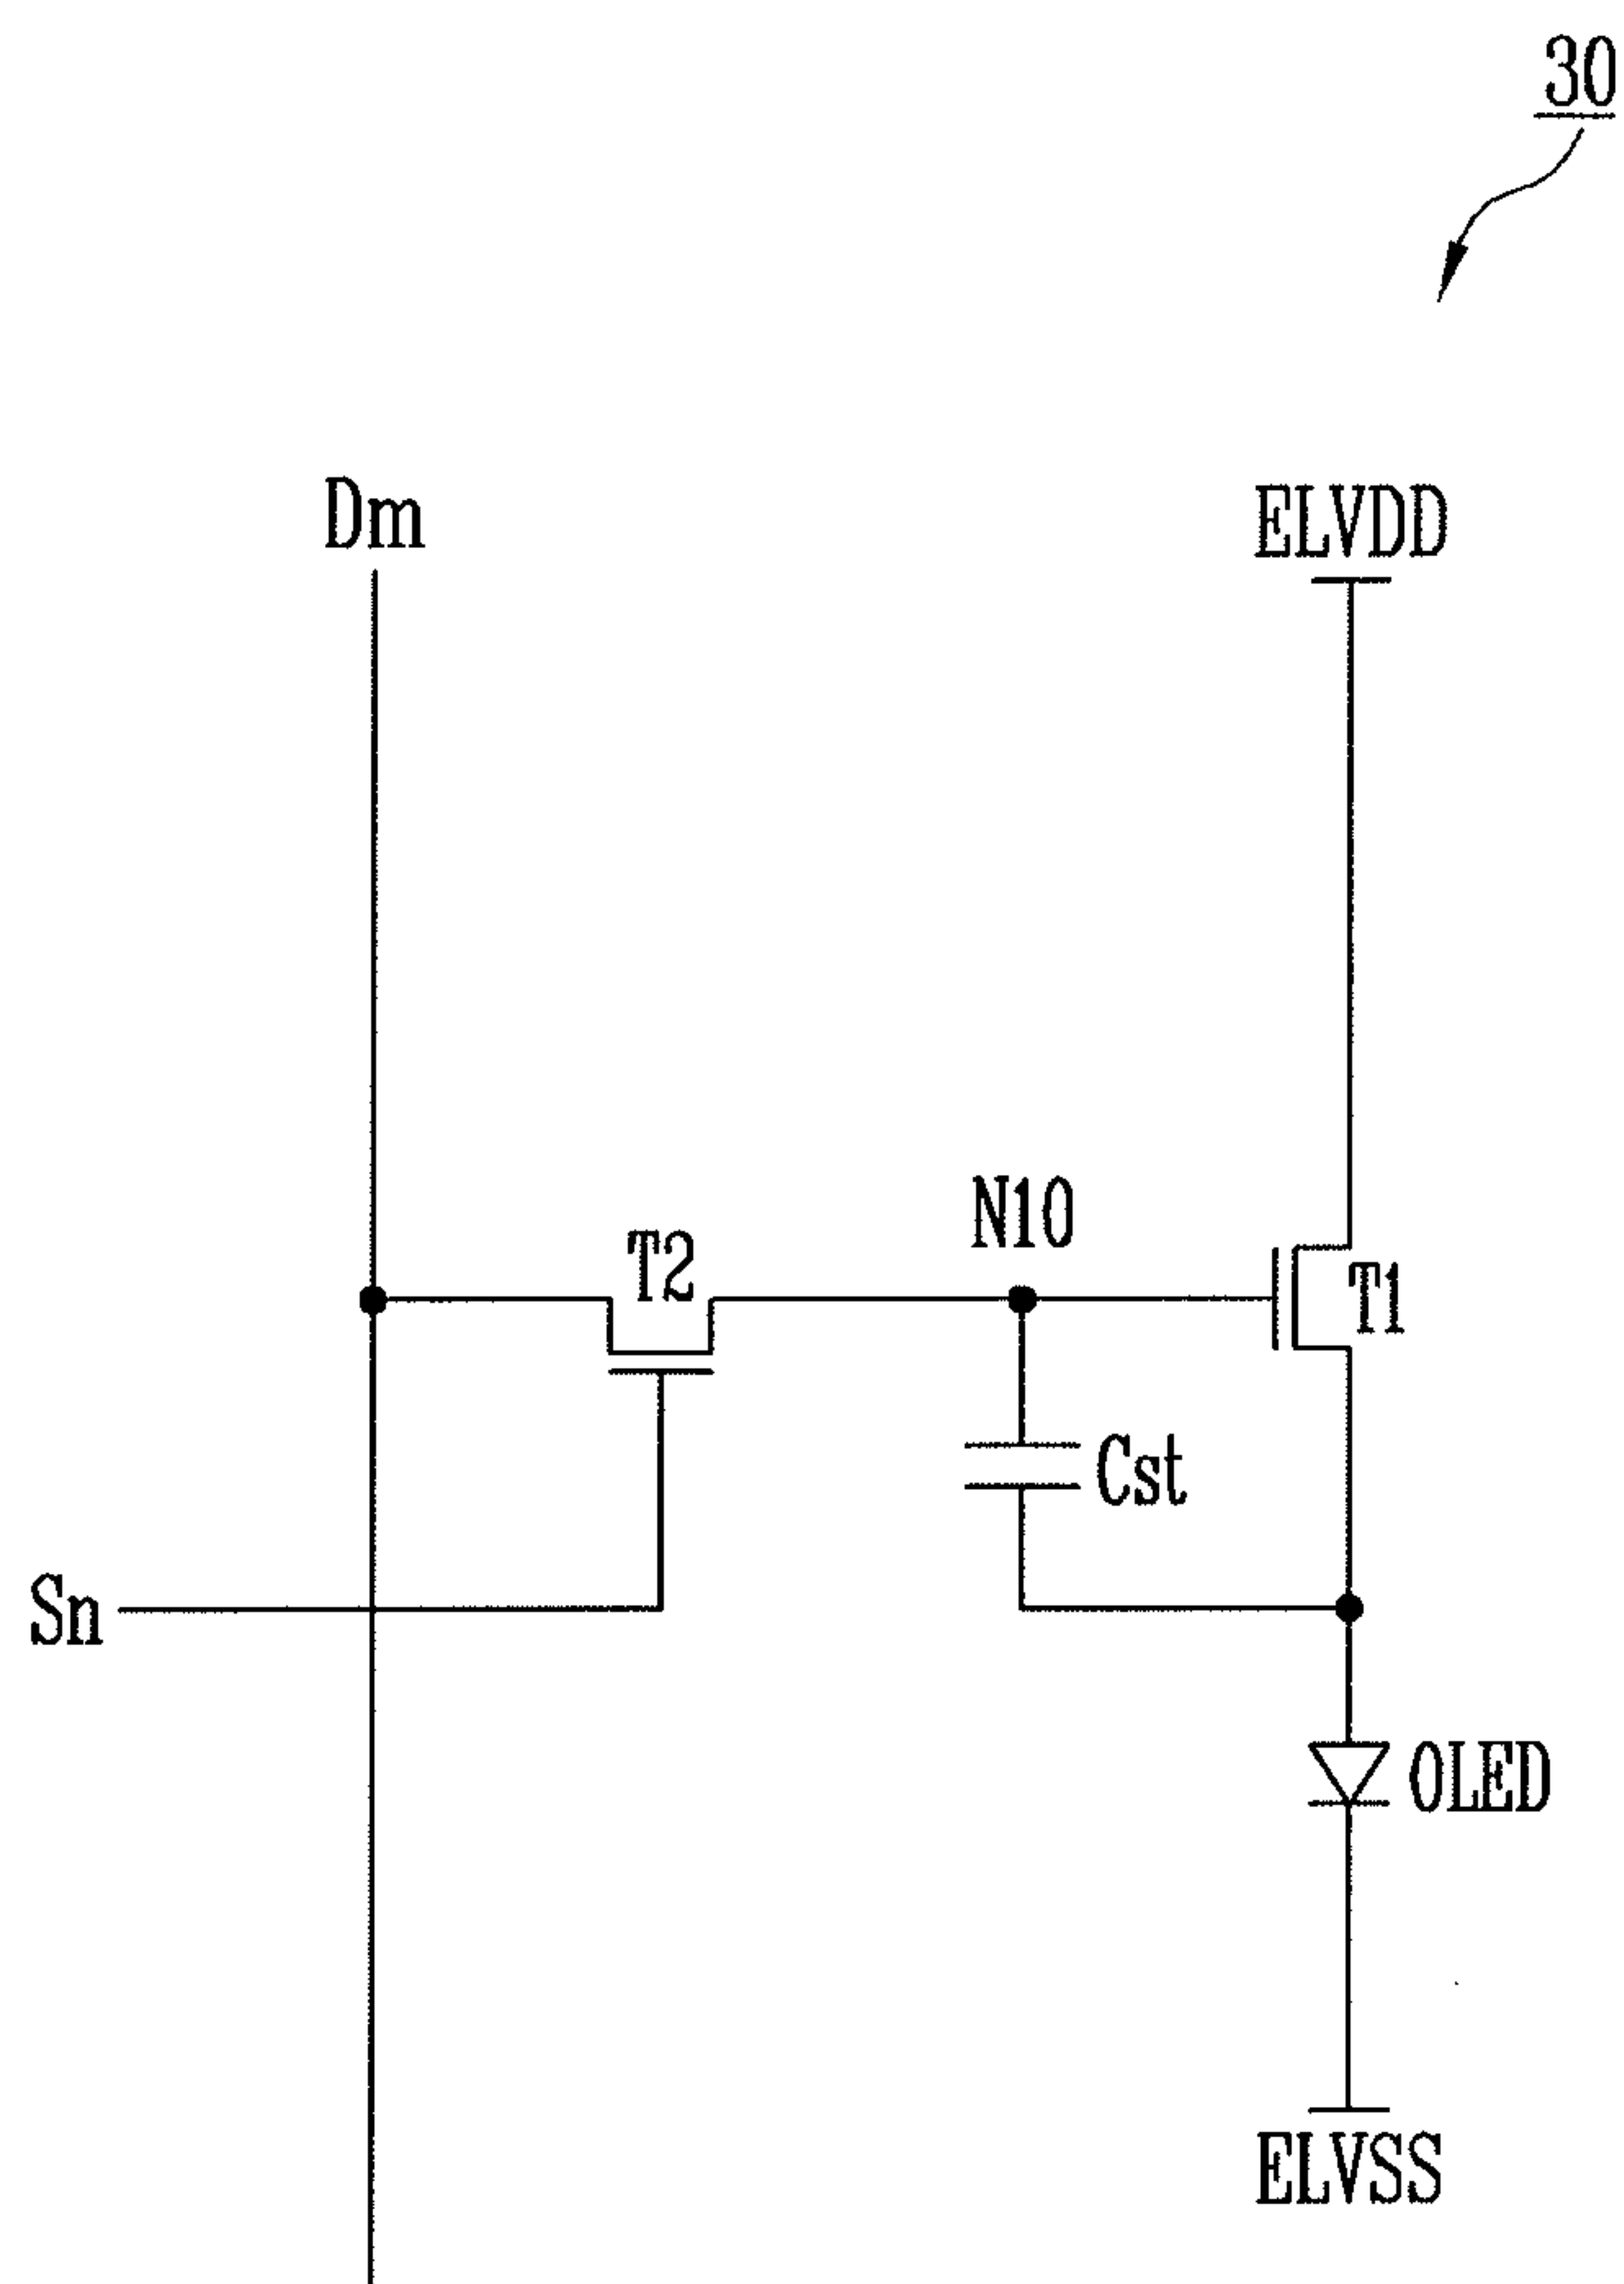 30
Dm
ELVDD
N10
T2
T1
Cst
Sn
OLED
ELVSS